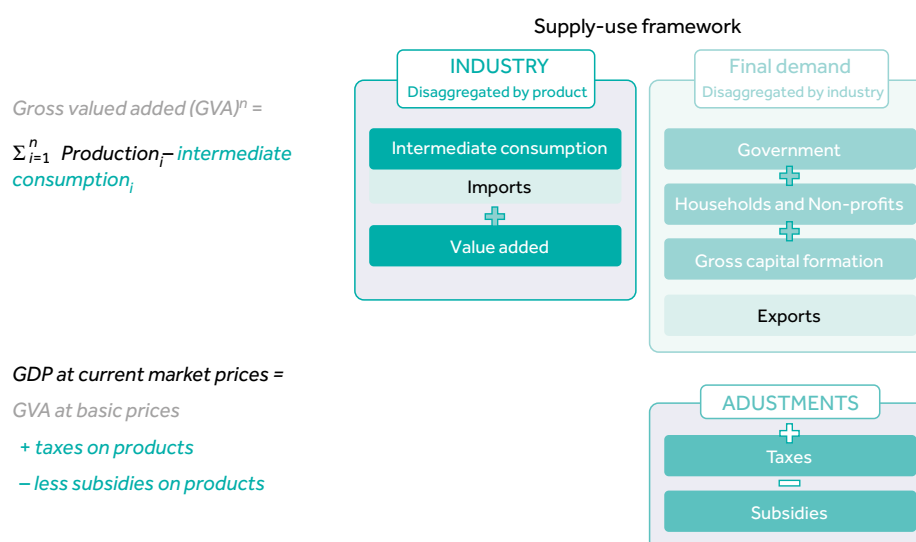 Supply-use framework
Gross valued added (GVA)ⁿ =
Σⁿᵢ₌₁ Productionᵢ – intermediate
consumptionᵢ
INDUSTRY
Disaggregated by product
Intermediate consumption
Imports
+
Value added
Final demand
Disaggregated by industry
Government
+
Households and Non-profits
+
Gross capital formation
Exports
GDP at current market prices =
GVA at basic prices
+ taxes on products
– less subsidies on products
ADUSTMENTS
+
Taxes
–
Subsidies